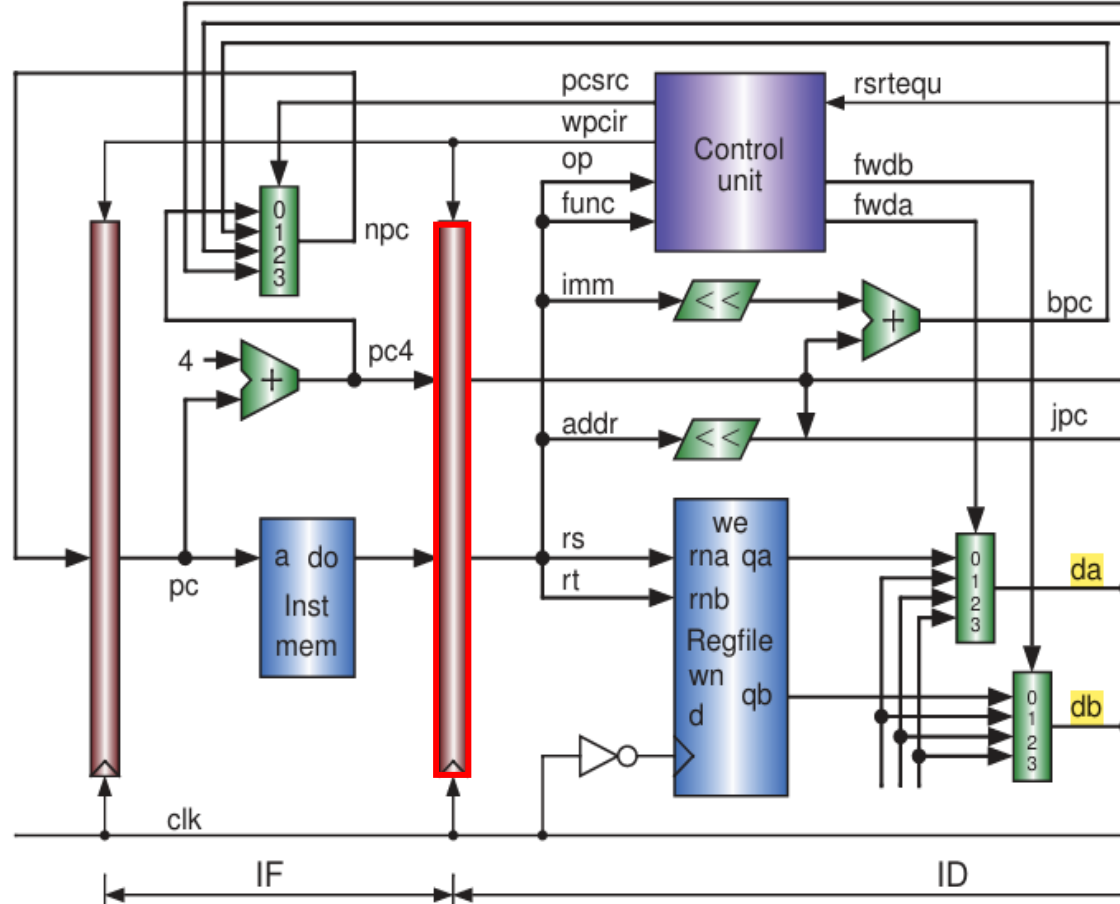 pcsrc
rsrtequ
wpcir
Control
unit
op
fwdb
func
fwda
0
1
2
3
npc
imm
<<
+
bpc
4
+
pc4
addr
<<
jpc
we
rs
rna qa
rt
rnb
Regfile
wn
qb
d
a do
Inst
mem
pc
0
1
2
3
da
0
1
2
3
db
clk
IF
ID